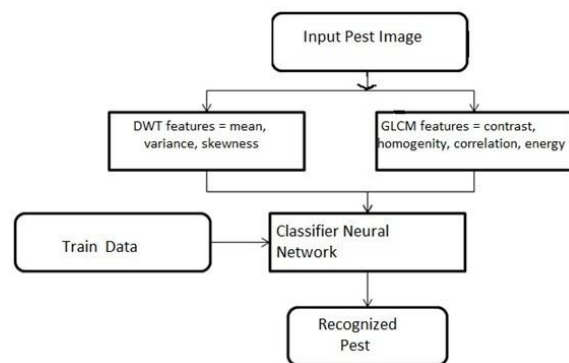 Input Pest Image
DWT features = mean,
variance, skewness
GLCM features = contrast,
homogenity, correlation, energy
Train Data
Classifier Neural
Network
Recognized
Pest